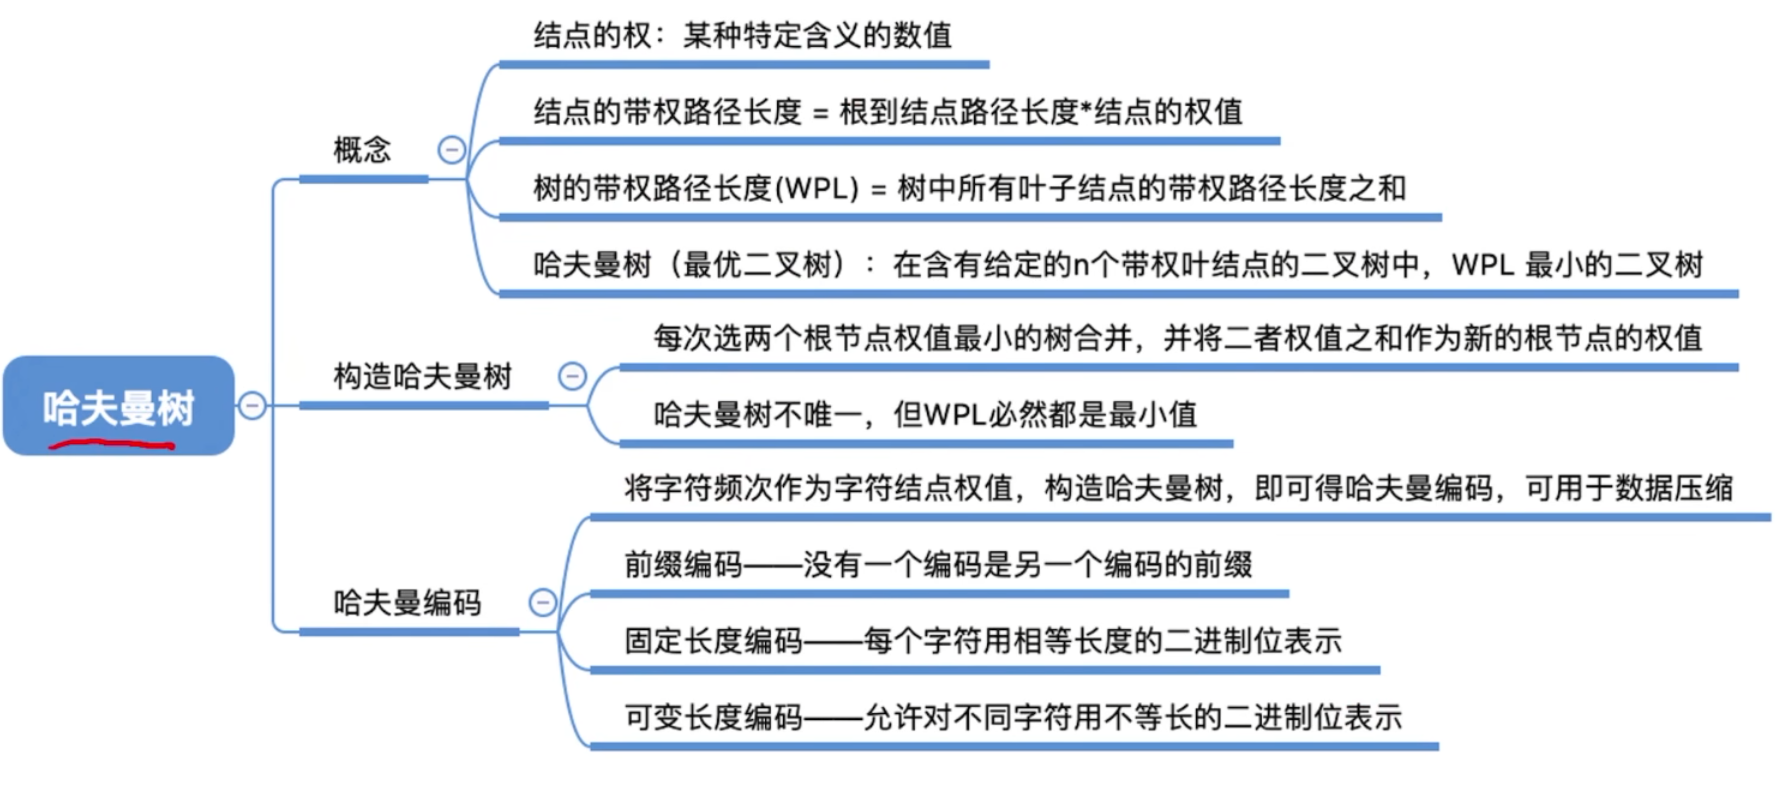 哈夫曼树
概念
结点的权：某种特定含义的数值
结点的带权路径长度 = 根到结点路径长度*结点的权值
树的带权路径长度(WPL) = 树中所有叶子结点的带权路径长度之和
哈夫曼树（最优二叉树）：在含有给定的n个带权叶结点的二叉树中，WPL 最小的二叉树
构造哈夫曼树
每次选两个根节点权值最小的树合并，并将二者权值之和作为新的根节点的权值
哈夫曼树不唯一，但WPL必然都是最小值
哈夫曼编码
将字符频次作为字符结点权值，构造哈夫曼树，即可得哈夫曼编码，可用于数据压缩
前缀编码——没有一个编码是另一个编码的前缀
固定长度编码——每个字符用相等长度的二进制位表示
可变长度编码——允许对不同字符用不等长的二进制位表示